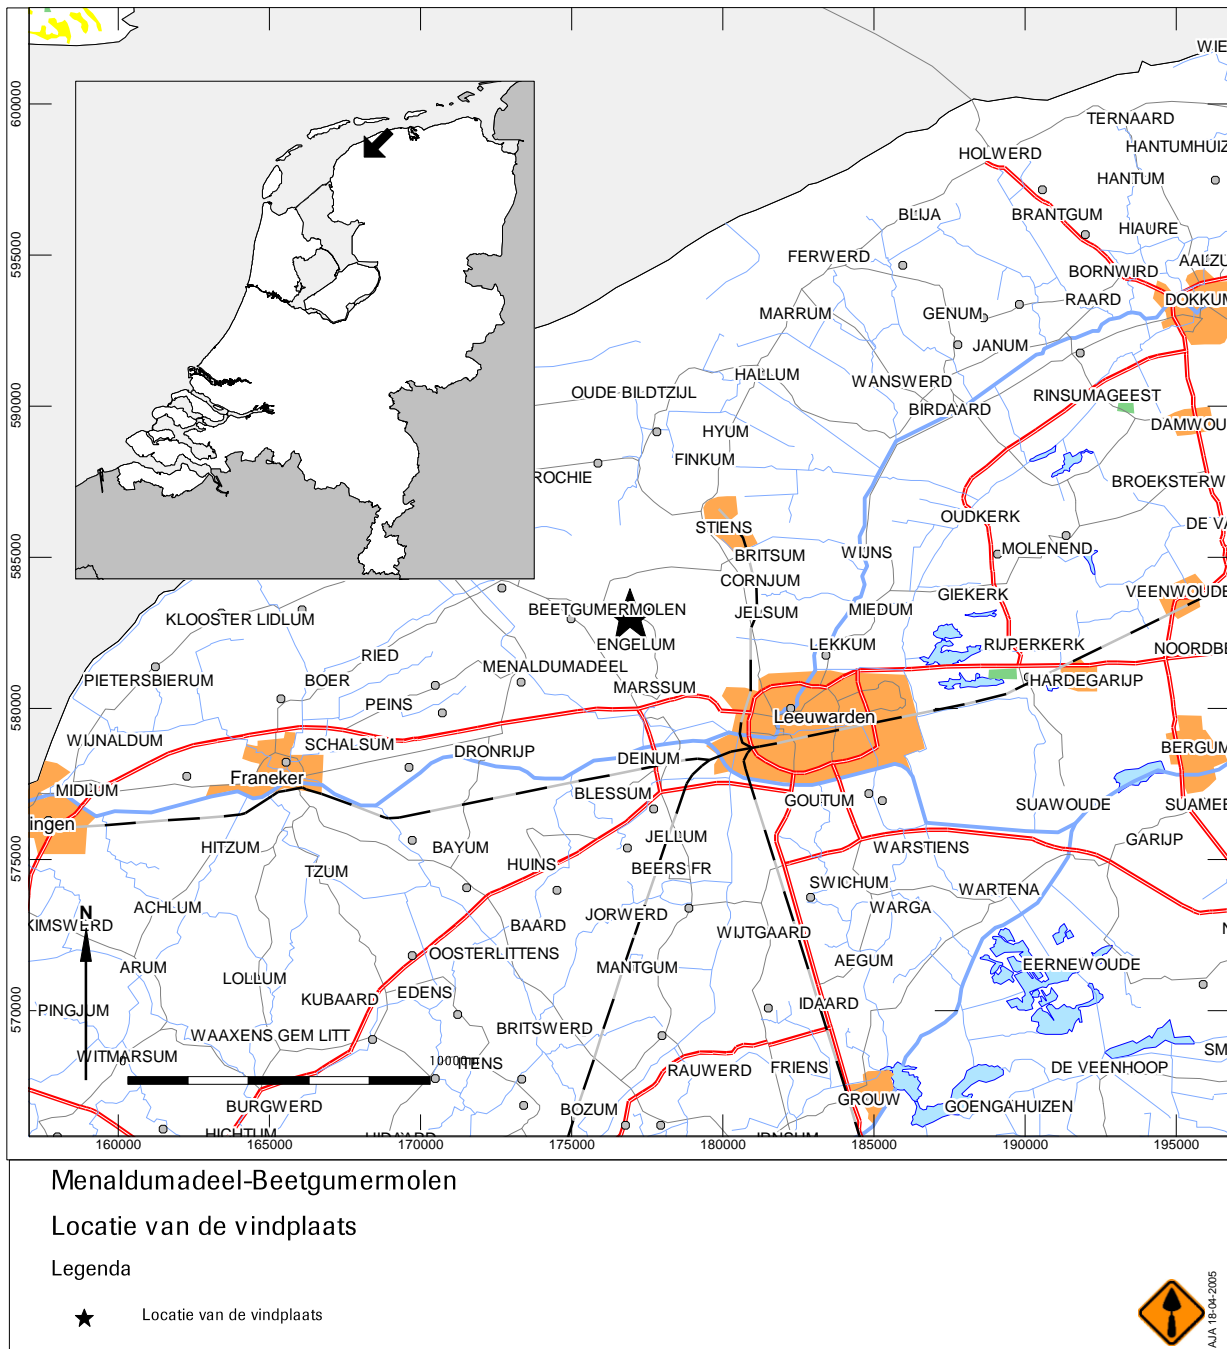 WIE
600000
TERNAARD
HANTUMHUIZ
HOLWERD
HANTUM
BLIJA
BRANTGUM
HIAURE
595000
FERWERD
AALZU
BORNWIRD
RAARD
DOKKUM
MARRUM
GENUM
JANUM
HALLUM
WANSWERD
OUDE BILDTZIJL
RINSUMAGEEST
590000
BIRDAARD
DAMWOU
HYUM
FINKUM
ROCHIE
BROEKSTERW
OUDKERK
STIENS
DE VA
585000
BRITSUM
WIJNS
MOLENEND
CORNJUM
GIEKERK
VEENWOUDE
BEETGUMERMOLEN
JELSUM
MIEDUM
KLOOSTER LIDLUM
ENGELUM
LEKKUM
RIJPERKERK
NOORDBE
RIED
MENALDUMADEEL
PIETERSBIERUM
BOER
MARSSUM
HARDEGARIJP
580000
PEINS
Leeuwarden
WIJNALDUM
SCHALSUM
DRONRIJP
DEINUM
BERGUM
Franeker
MIDLUM
BLESSUM
GOUTUM
SUAWOUDE
SUAMEE
ingen
JELLUM
GARIJP
HITZUM
BAYUM
WARSTIENS
575000
TZUM
HUINS
BEERS FR
SWICHUM
WARTENA
ACHLUM
JORWERD
WARGA
N
KIMSWERD
BAARD
WIJTGAARD
N
OOSTERLITTENS
AEGUM
ARUM
MANTGUM
EERNEWOUDE
LOLLUM
EDENS
KUBAARD
IDAARD
570000
PINGJUM
BRITSWERD
WAAXENS GEM LITT
WITMARSUM
SM
0
10000m
ITENS
RAUWERD
FRIENS
DE VEENHOOP
BURGWERD
BOZUM
GROUW
GOENGAHUIZEN
HICHTUM
IRNSUM
160000
165000
170000
175000
180000
185000
190000
195000
Menaldumadeel-Beetgumermolen
Locatie van de vindplaats
Legenda
Locatie van de vindplaats
AJA 18-04-2005